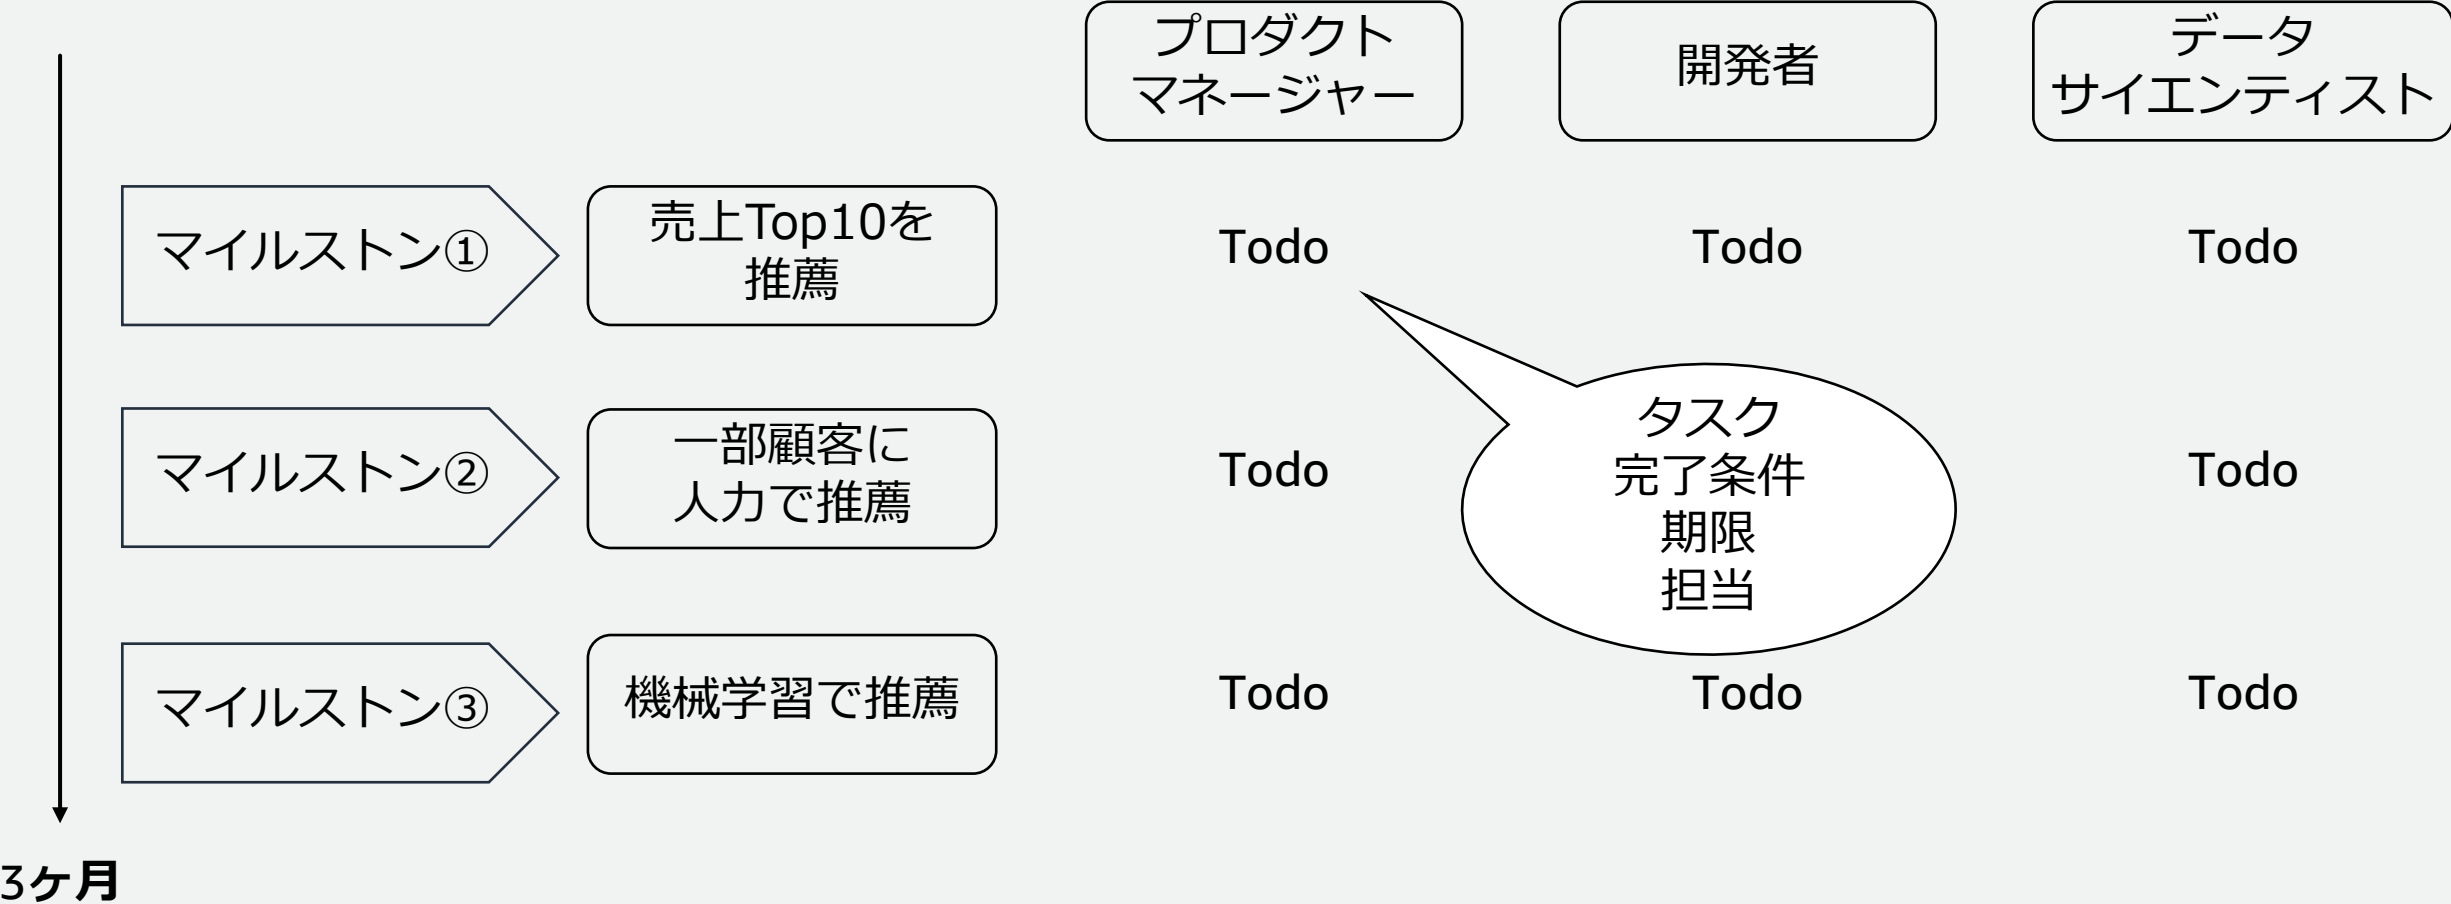 プロダクト
マネージャー
開発者
データ
サイエンティスト
マイルストン①
売上Top10を
推薦
Todo
Todo
Todo
マイルストン②
一部顧客に
人力で推薦
Todo
タスク
完了条件
期限
担当
Todo
マイルストン③
機械学習で推薦
Todo
Todo
Todo
3ヶ月